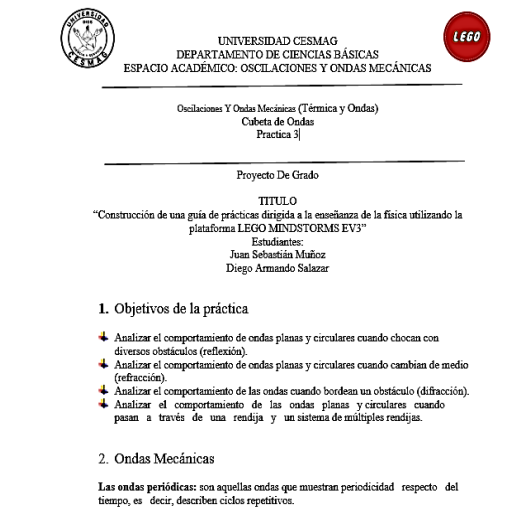 UNIVERSIDAD
CESMAG
LEGO
UNIVERSIDAD CESMAG
DEPARTAMENTO DE CIENCIAS BÁSICAS
ESPACIO ACADÉMICO: OSCILACIONES Y ONDAS MECÁNICAS
Oscilaciones Y Ondas Mecánicas (Térmica y Ondas)
Cubeta de Ondas
Practica 3
Proyecto De Grado
TITULO
“Construcción de una guía de prácticas dirigida a la enseñanza de la física utilizando la
plataforma LEGO MINDSTORMS EV3”
Estudiantes:
Juan Sebastián Muñoz
Diego Armando Salazar
1. Objetivos de la práctica
Analizar el comportamiento de ondas planas y circulares cuando chocan con
diversos obstáculos (reflexión).
Analizar el comportamiento de ondas planas y circulares cuando cambian de medio
(refracción).
Analizar el comportamiento de las ondas cuando bordean un obstáculo (difracción).
Analizar el comportamiento de las ondas planas y circulares cuando
pasan a través de una rendija y un sistema de múltiples rendijas.
2. Ondas Mecánicas
Las ondas periódicas: son aquellas ondas que muestran periodicidad respecto del
tiempo, es decir, describen ciclos repetitivos.